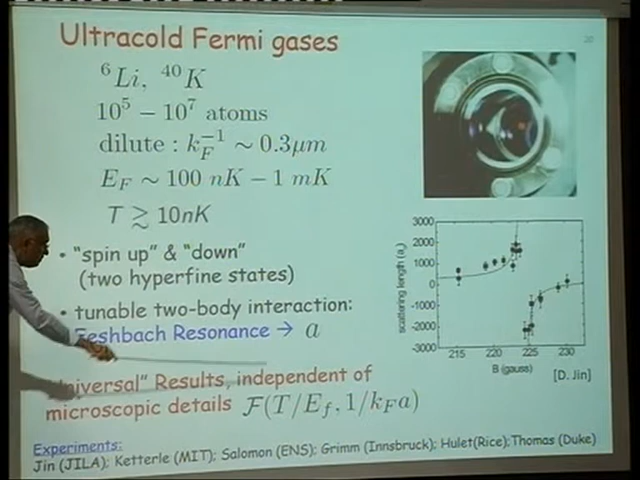 Ultracold Fermi gases
⁶Li, ⁴⁰K
10⁵ − 10⁷ atoms
dilute : k_F⁻¹ ~ 0.3μm
E_F ~ 100 nK − 1 mK
T ≳ 10nK
• "spin up" & "down"
(two hyperfine states)
• tunable two-body interaction:
Feshbach Resonance → a
"Universal" Results, independent of
microscopic details F(T/E_f, 1/k_F a)
scattering length (a₀)
3000
2000
1000
0
-1000
-2000
-3000
215 220 225 230
B (gauss)
[D. Jin]
Experiments:
Jin (JILA); Ketterle (MIT); Salomon (ENS); Grimm (Innsbruck); Hulet(Rice);Thomas (Duke)